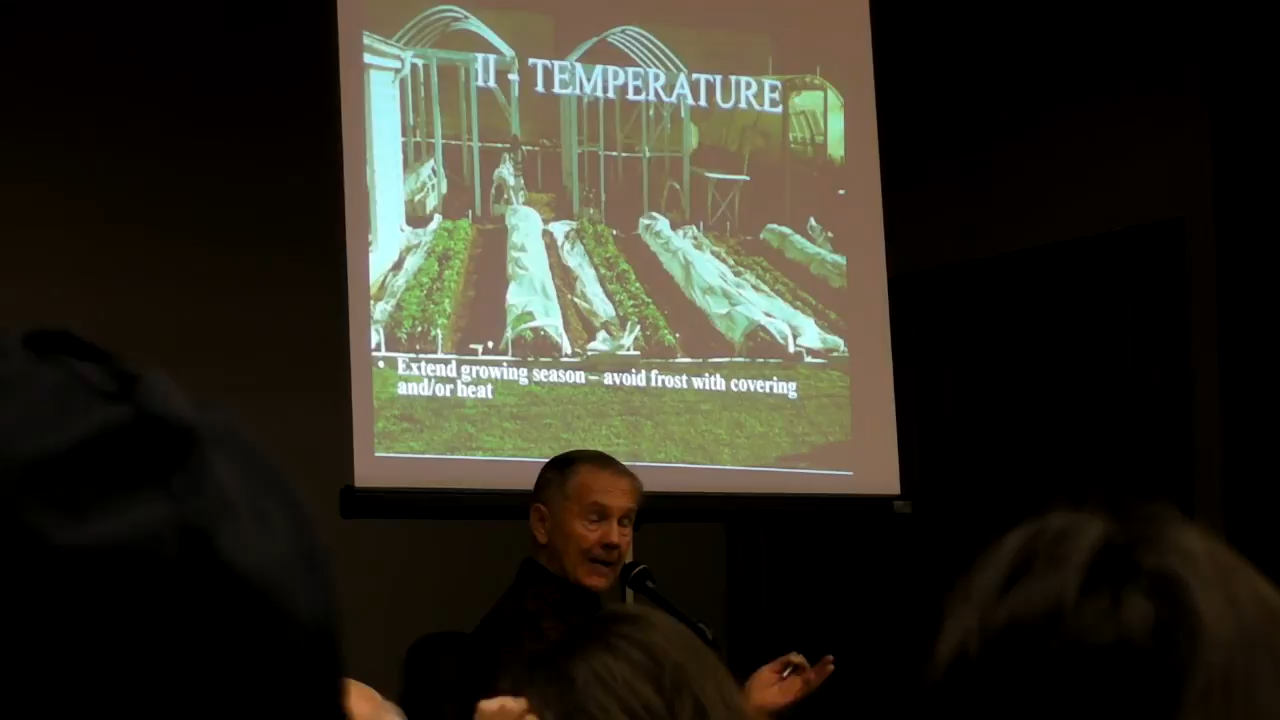 II - TEMPERATURE
• Extend growing season – avoid frost with covering
and/or heat